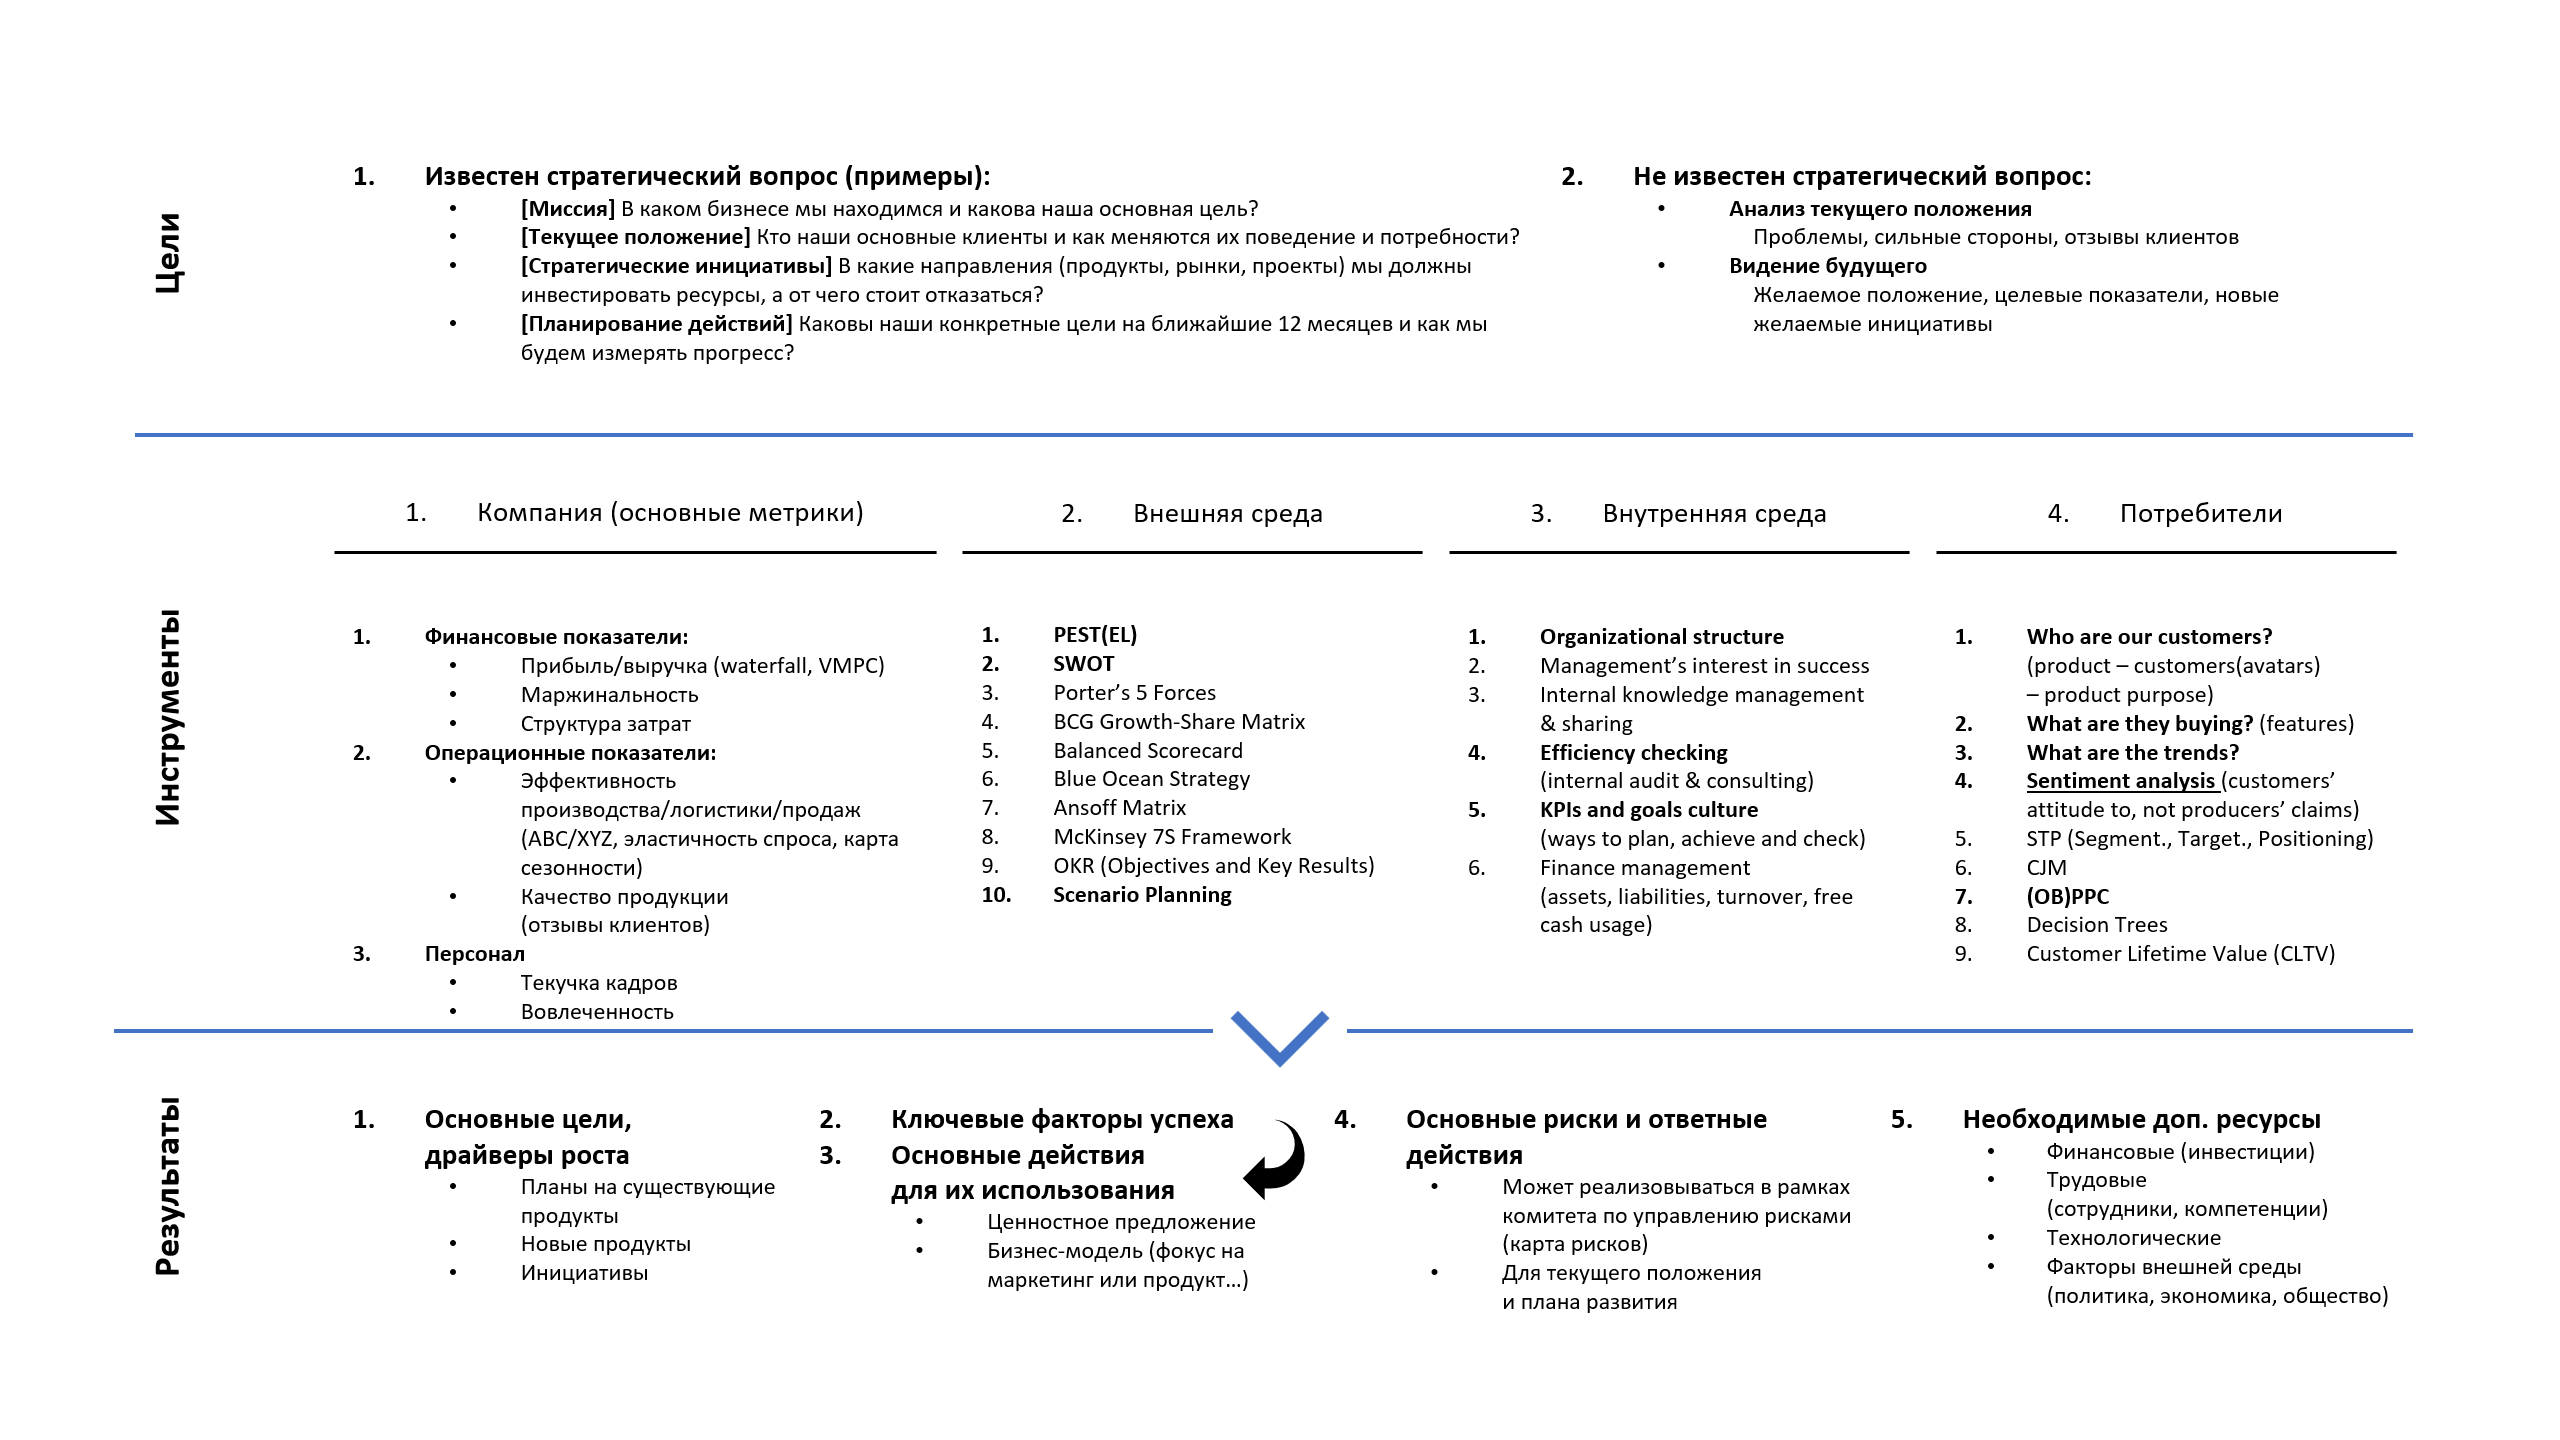 Цели
1. Известен стратегический вопрос (примеры):
• [Миссия] В каком бизнесе мы находимся и какова наша основная цель?
• [Текущее положение] Кто наши основные клиенты и как меняются их поведение и потребности?
• [Стратегические инициативы] В какие направления (продукты, рынки, проекты) мы должны
инвестировать ресурсы, а от чего стоит отказаться?
• [Планирование действий] Каковы наши конкретные цели на ближайшие 12 месяцев и как мы
будем измерять прогресс?
2. Не известен стратегический вопрос:
• Анализ текущего положения
Проблемы, сильные стороны, отзывы клиентов
• Видение будущего
Желаемое положение, целевые показатели, новые
желаемые инициативы
Инструменты
1. Компания (основные метрики)
1. Финансовые показатели:
• Прибыль/выручка (waterfall, VMPC)
• Маржинальность
• Структура затрат
2. Операционные показатели:
• Эффективность
производства/логистики/продаж
(ABC/XYZ, эластичность спроса, карта
сезонности)
• Качество продукции
(отзывы клиентов)
3. Персонал
• Текучка кадров
• Вовлеченность
2. Внешняя среда
1. PEST(EL)
2. SWOT
3. Porter’s 5 Forces
4. BCG Growth-Share Matrix
5. Balanced Scorecard
6. Blue Ocean Strategy
7. Ansoff Matrix
8. McKinsey 7S Framework
9. OKR (Objectives and Key Results)
10. Scenario Planning
3. Внутренняя среда
1. Organizational structure
2. Management’s interest in success
3. Internal knowledge management
& sharing
4. Efficiency checking
(internal audit & consulting)
5. KPIs and goals culture
(ways to plan, achieve and check)
6. Finance management
(assets, liabilities, turnover, free
cash usage)
4. Потребители
1. Who are our customers?
(product – customers(avatars)
– product purpose)
2. What are they buying? (features)
3. What are the trends?
4. Sentiment analysis (customers’
attitude to, not producers’ claims)
5. STP (Segment., Target., Positioning)
6. CJM
7. (OB)PPC
8. Decision Trees
9. Customer Lifetime Value (CLTV)
Результаты
1. Основные цели,
драйверы роста
• Планы на существующие
продукты
• Новые продукты
• Инициативы
2. Ключевые факторы успеха
3. Основные действия
для их использования
• Ценностное предложение
• Бизнес-модель (фокус на
маркетинг или продукт…)
4. Основные риски и ответные
действия
• Может реализовываться в рамках
комитета по управлению рисками
(карта рисков)
• Для текущего положения
и плана развития
5. Необходимые доп. ресурсы
• Финансовые (инвестиции)
• Трудовые
(сотрудники, компетенции)
• Технологические
• Факторы внешней среды
(политика, экономика, общество)